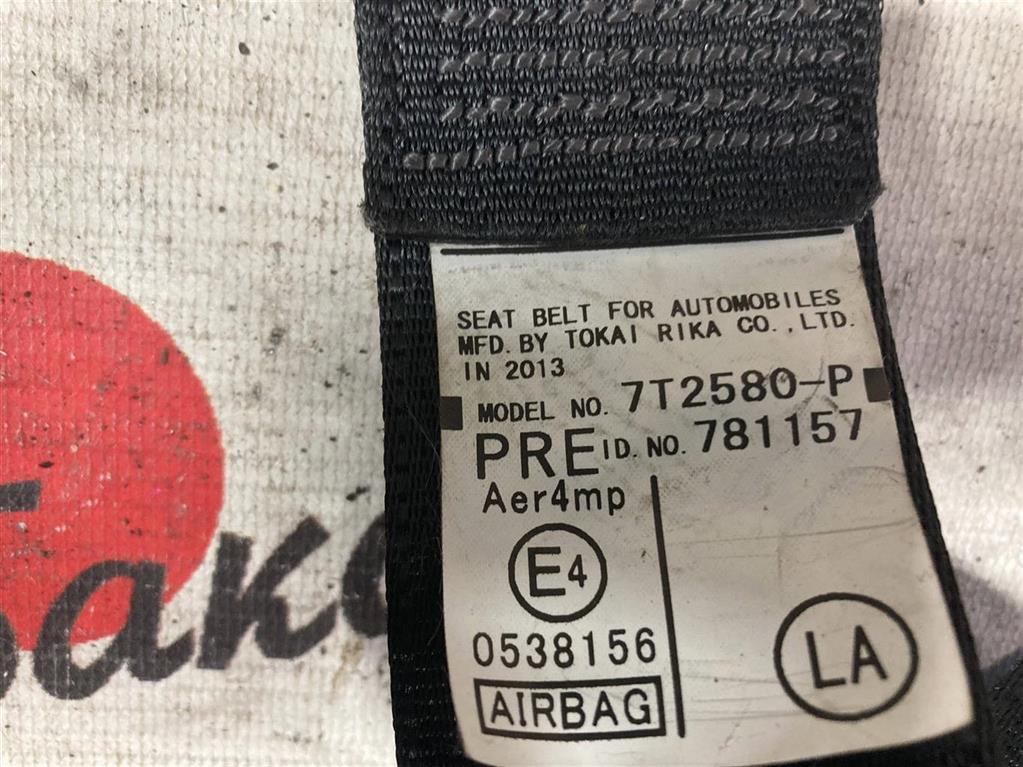 SEAT BELT FOR AUTOMOBILES
MFD. BY TOKAI RIKA CO., LTD.
IN 2013
MODEL NO. 7T2580-P
PRE ID. NO. 781157
Aer4mp
E4
0538156
AIRBAG
LA